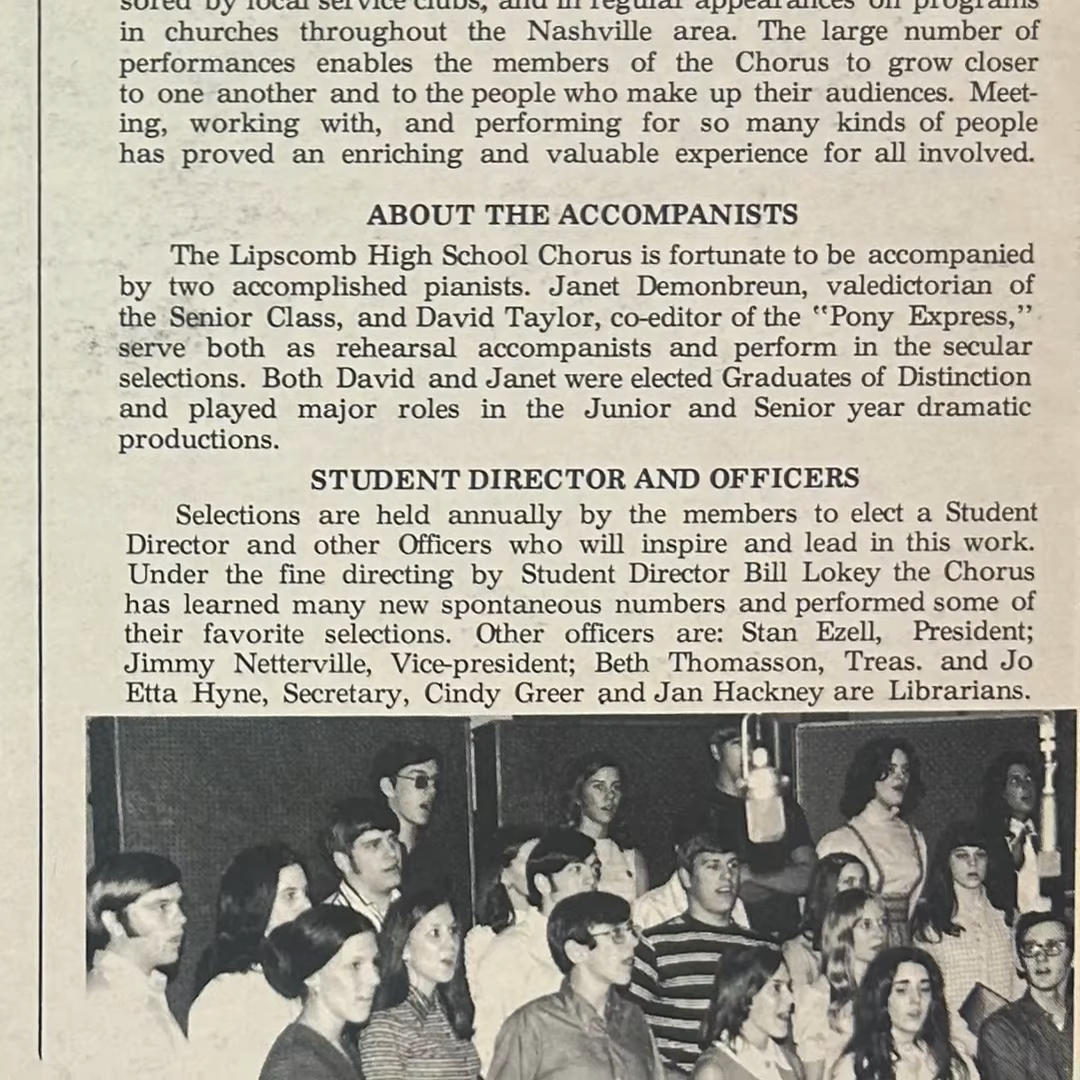 sored by local service clubs, and in regular appearances on programs
in churches throughout the Nashville area. The large number of
performances enables the members of the Chorus to grow closer
to one another and to the people who make up their audiences. Meet-
ing, working with, and performing for so many kinds of people
has proved an enriching and valuable experience for all involved.
ABOUT THE ACCOMPANISTS
The Lipscomb High School Chorus is fortunate to be accompanied
by two accomplished pianists. Janet Demonbreun, valedictorian of
the Senior Class, and David Taylor, co-editor of the "Pony Express,"
serve both as rehearsal accompanists and perform in the secular
selections. Both David and Janet were elected Graduates of Distinction
and played major roles in the Junior and Senior year dramatic
productions.
STUDENT DIRECTOR AND OFFICERS
Selections are held annually by the members to elect a Student
Director and other Officers who will inspire and lead in this work.
Under the fine directing by Student Director Bill Lokey the Chorus
has learned many new spontaneous numbers and performed some of
their favorite selections. Other officers are: Stan Ezell, President;
Jimmy Netterville, Vice-president; Beth Thomasson, Treas. and Jo
Etta Hyne, Secretary, Cindy Greer and Jan Hackney are Librarians.